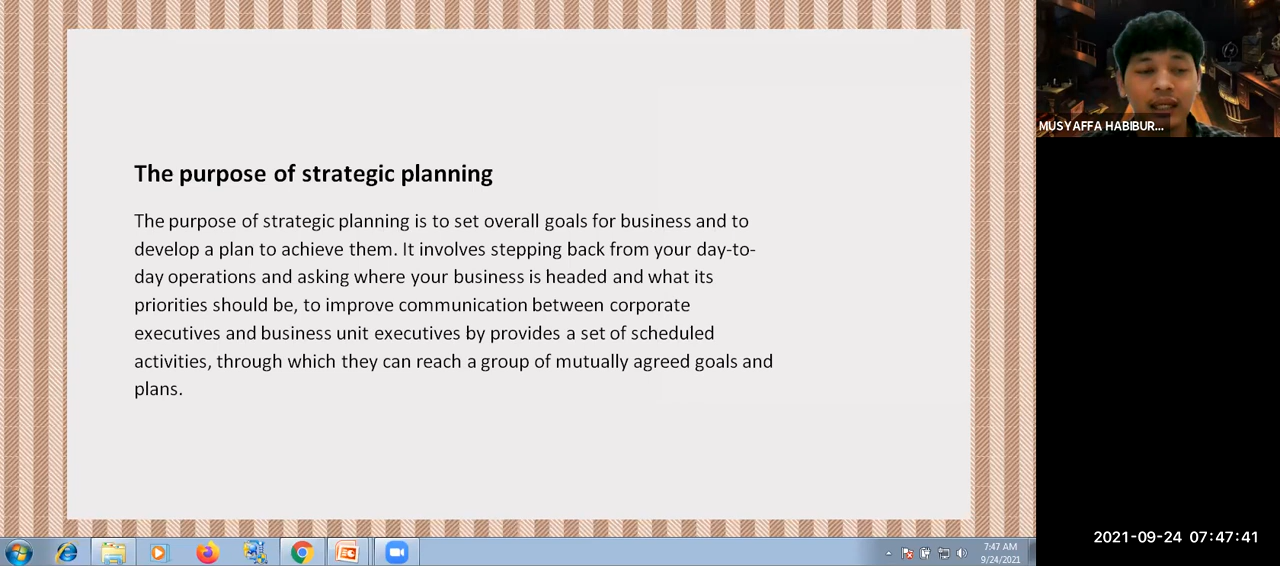 The purpose of strategic planning
The purpose of strategic planning is to set overall goals for business and to
develop a plan to achieve them. It involves stepping back from your day-to-
day operations and asking where your business is headed and what its
priorities should be, to improve communication between corporate
executives and business unit executives by provides a set of scheduled
activities, through which they can reach a group of mutually agreed goals and
plans.
MUSYAFFA HABIBUR...
7:47 AM
9/24/2021
2021-09-24 07:47:41